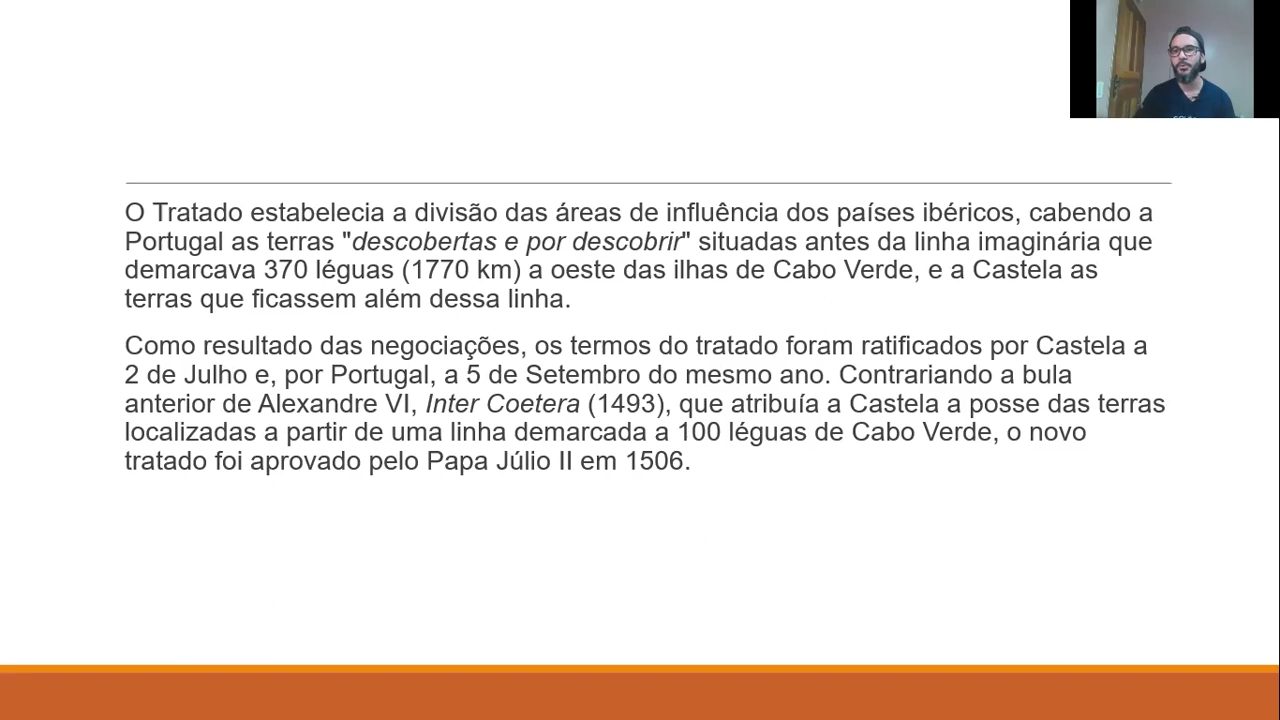 O Tratado estabelecia a divisão das áreas de influência dos países ibéricos, cabendo a
Portugal as terras "descobertas e por descobrir" situadas antes da linha imaginária que
demarcava 370 léguas (1770 km) a oeste das ilhas de Cabo Verde, e a Castela as
terras que ficassem além dessa linha.
Como resultado das negociações, os termos do tratado foram ratificados por Castela a
2 de Julho e, por Portugal, a 5 de Setembro do mesmo ano. Contrariando a bula
anterior de Alexandre VI, Inter Coetera (1493), que atribuía a Castela a posse das terras
localizadas a partir de uma linha demarcada a 100 léguas de Cabo Verde, o novo
tratado foi aprovado pelo Papa Júlio II em 1506.